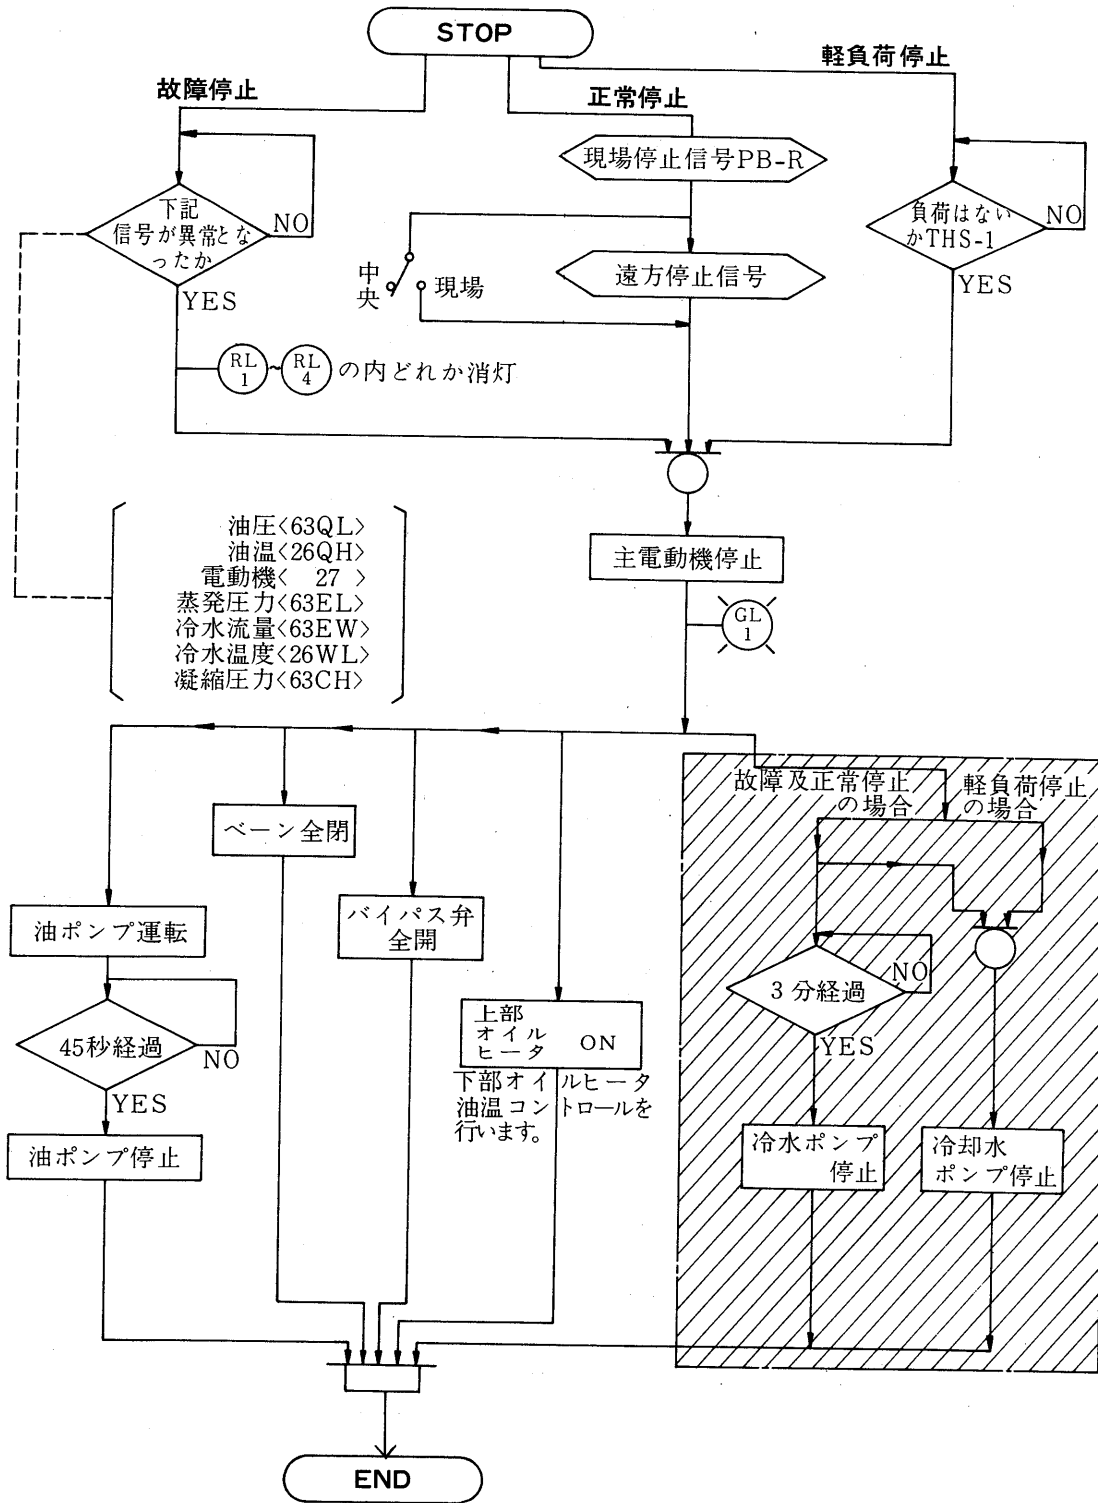 STOP
故障停止
正常停止
軽負荷停止
現場停止信号PB-R
下記
信号が異常とな
ったか
NO
YES
負荷はない
かTHS-1
NO
YES
中央
現場
遠方停止信号
RL
1
~
RL
4
の内どれか消灯
油圧<63QL>
油温<26QH>
電動機< 27 >
蒸発圧力<63EL>
冷水流量<63EW>
冷水温度<26WL>
凝縮圧力<63CH>
主電動機停止
GL
1
故障及正常停止
の場合
軽負荷停止
の場合
ベーン全閉
バイパス弁
全開
油ポンプ運転
45秒経過
NO
YES
油ポンプ停止
上部
オイル
ヒータ ON
下部オイルヒータ
油温コントロールを
行います。
3分経過
NO
YES
冷水ポンプ
停止
冷却水
ポンプ停止
END